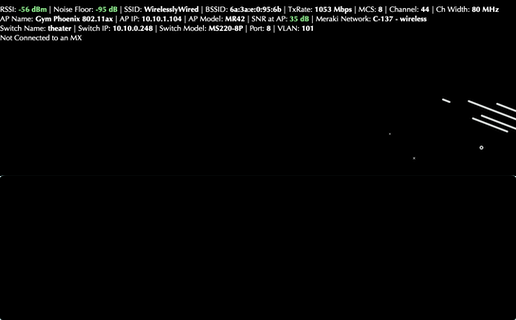 RSSI: -56 dBm | Noise Floor: -95 dB | SSID: WirelesslyWired | BSSID: 6a:3a:e:0:95:6b | TxRate: 1053 Mbps | MCS: 8 | Channel: 44 | Ch Width: 80 MHz
AP Name: Gym Phoenix 802.11ax | AP IP: 10.10.1.104 | AP Model: MR42 | SNR at AP: 35 dB | Meraki Network: C-137 - wireless
Switch Name: theater | Switch IP: 10.10.0.248 | Switch Model: MS220-8P | Port: 8 | VLAN: 101
Not Connected to an MX